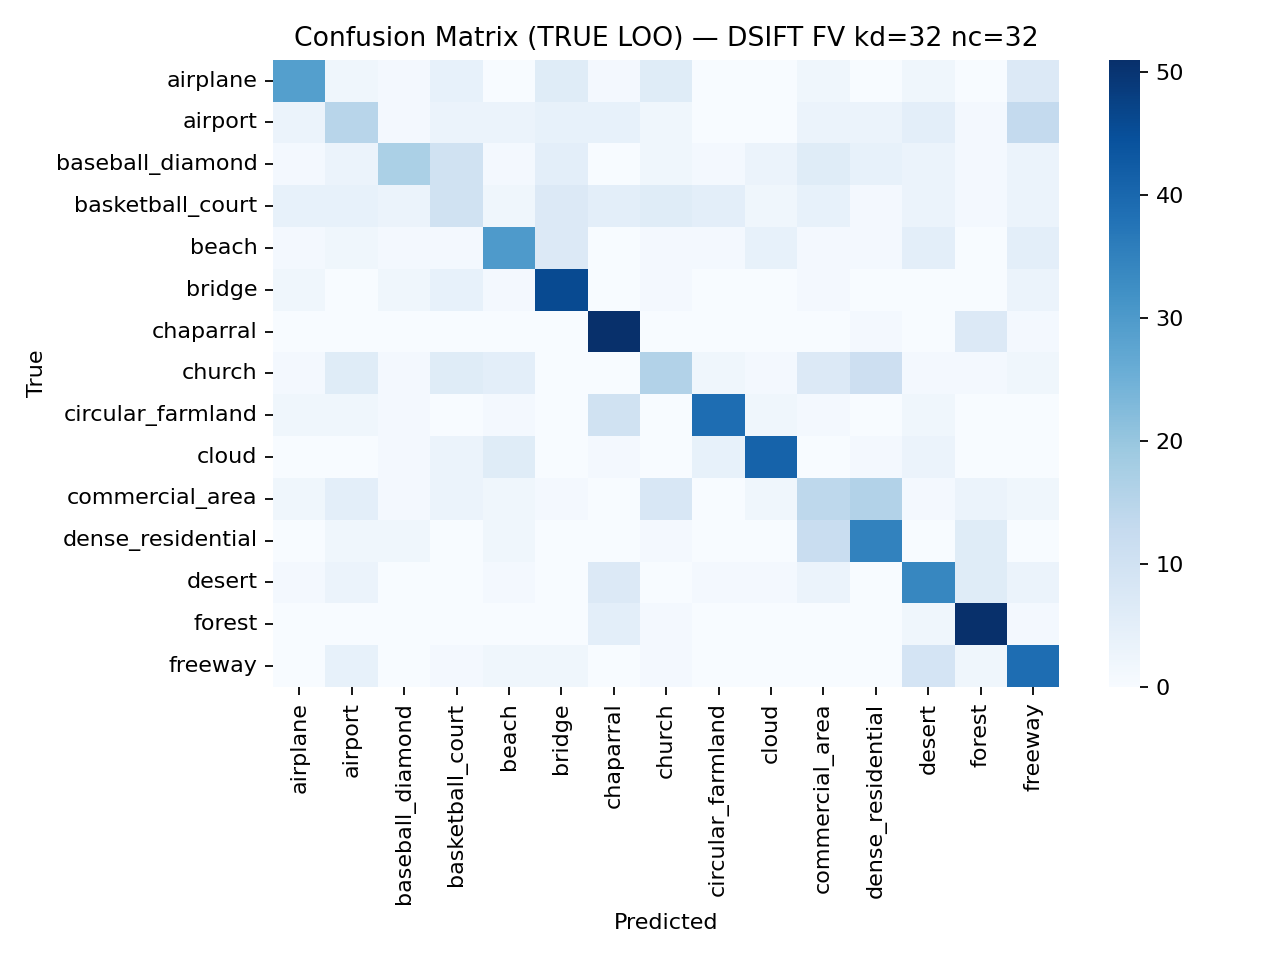 Confusion Matrix (TRUE LOO) — DSIFT FV kd=32 nc=32
True
airplane
airport
baseball_diamond
basketball_court
beach
bridge
chaparral
church
circular_farmland
cloud
commercial_area
dense_residential
desert
forest
freeway
airplane
airport
baseball_diamond
basketball_court
beach
bridge
chaparral
church
circular_farmland
cloud
commercial_area
dense_residential
desert
forest
freeway
Predicted
50
40
30
20
10
0